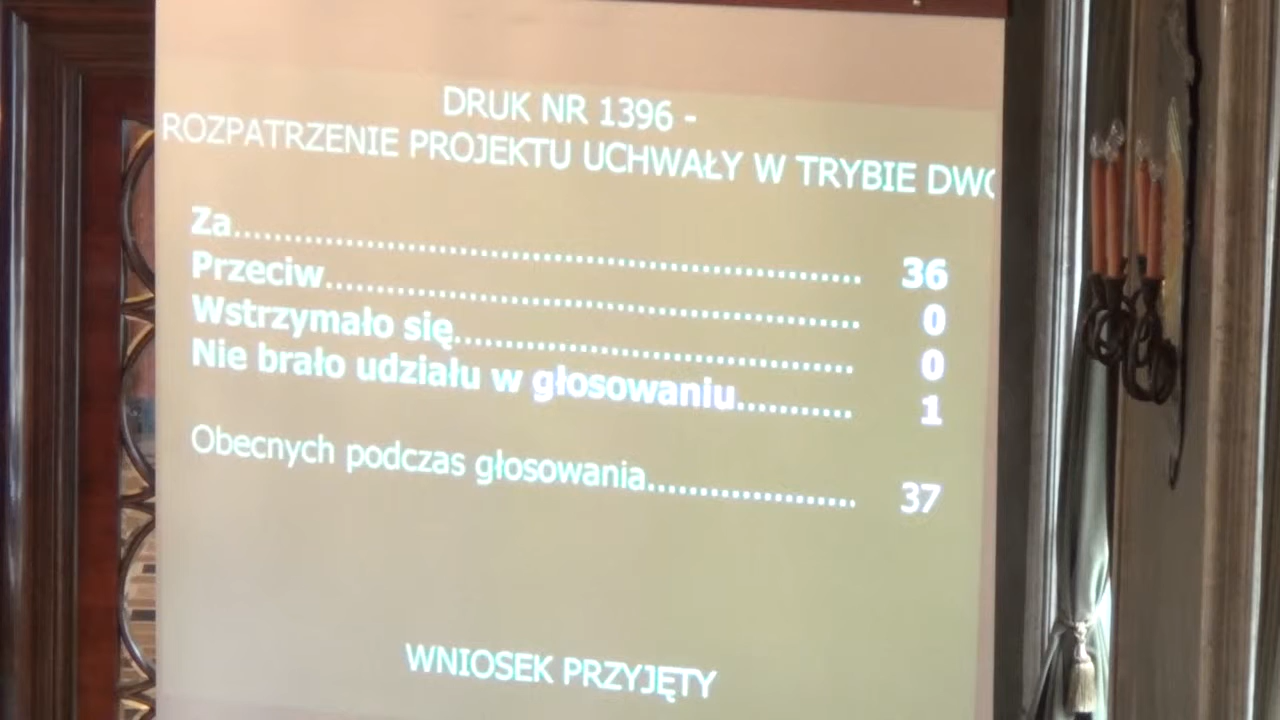 DRUK NR 1396 -
ROZPATRZENIE PROJEKTU UCHWAŁY W TRYBIE DWO
Za 36
Przeciw 0
Wstrzymało się 0
Nie brało udziału w głosowaniu 1
Obecnych podczas głosowania 37
WNIOSEK PRZYJĘTY